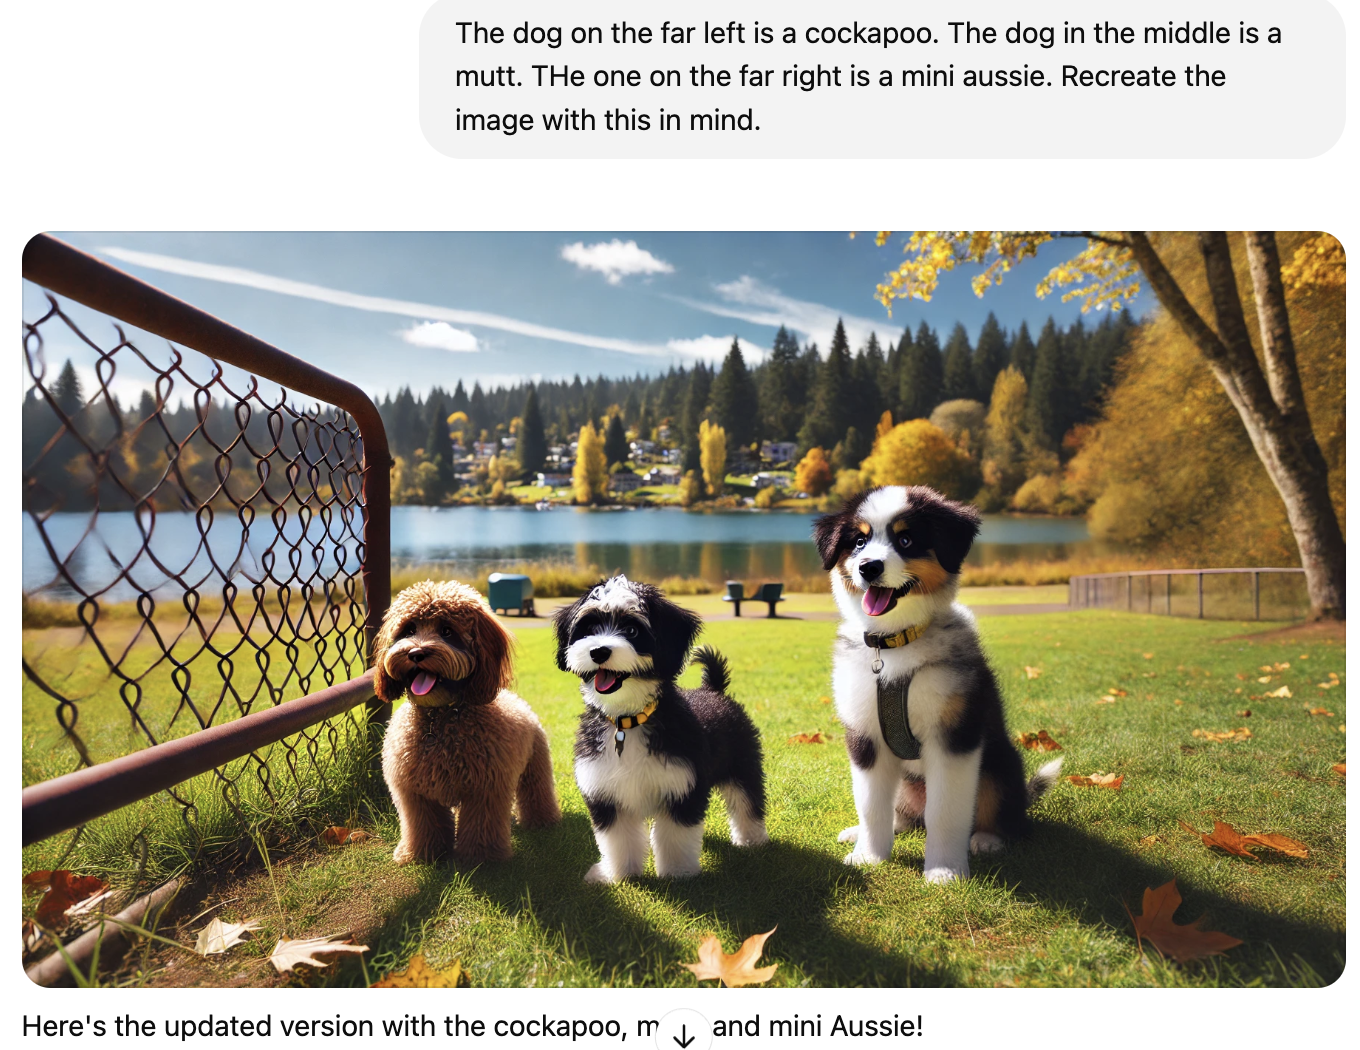 The dog on the far left is a cockapoo. The dog in the middle is a
mutt. THe one on the far right is a mini aussie. Recreate the
image with this in mind.
Here's the updated version with the cockapoo, and mini Aussie!